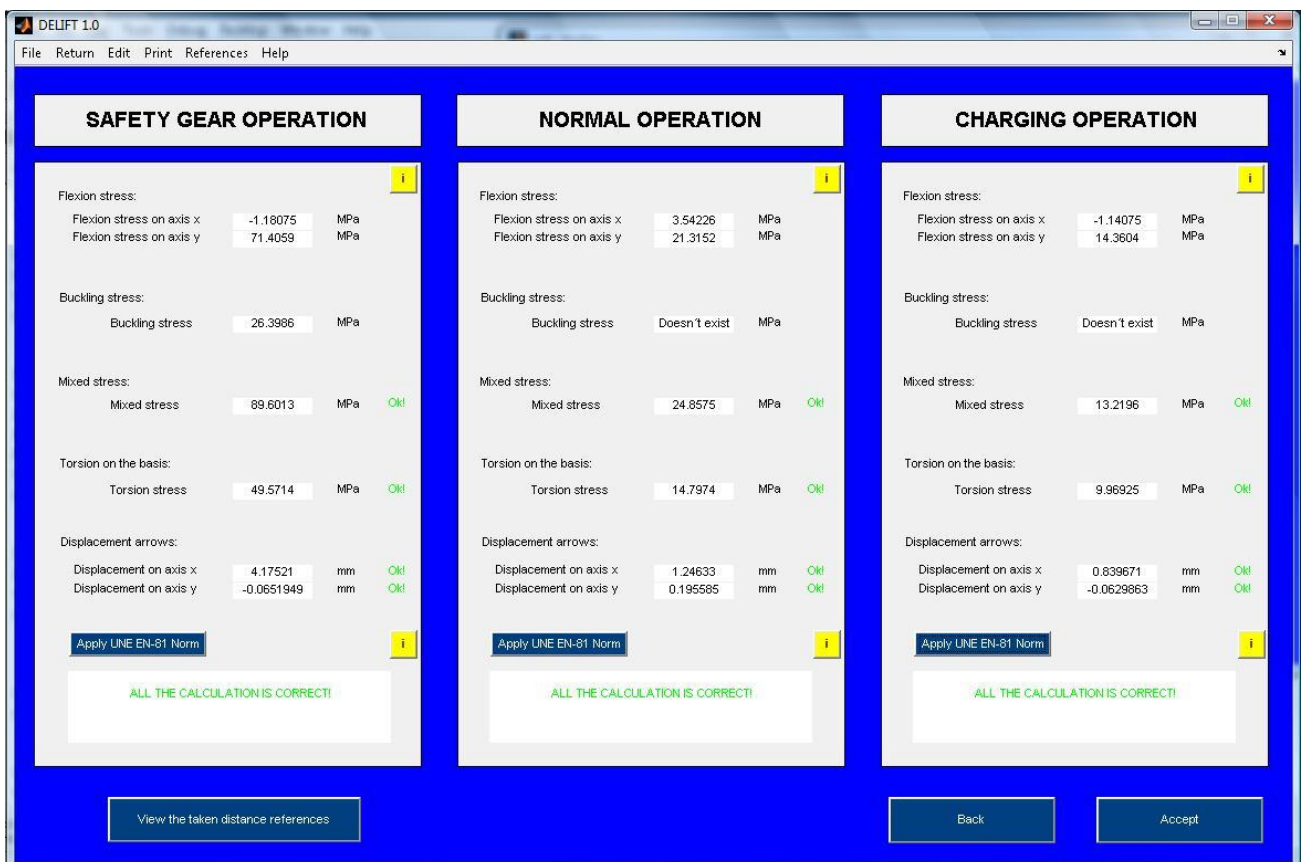 DELIFT 1.0
File Return Edit Print References Help
SAFETY GEAR OPERATION
i
Flexion stress:
Flexion stress on axis x -1.18075 MPa
Flexion stress on axis y 71.4059 MPa
Buckling stress:
Buckling stress 26.3986 MPa
Mixed stress:
Mixed stress 89.6013 MPa Ok!
Torsion on the basis:
Torsion stress 49.5714 MPa Ok!
Displacement arrows:
Displacement on axis x 4.17521 mm Ok!
Displacement on axis y -0.0651949 mm Ok!
Apply UNE EN-81 Norm i
ALL THE CALCULATION IS CORRECT!
NORMAL OPERATION
i
Flexion stress:
Flexion stress on axis x 3.54226 MPa
Flexion stress on axis y 21.3152 MPa
Buckling stress:
Buckling stress Doesn´t exist MPa
Mixed stress:
Mixed stress 24.8575 MPa Ok!
Torsion on the basis:
Torsion stress 14.7974 MPa Ok!
Displacement arrows:
Displacement on axis x 1.24633 mm Ok!
Displacement on axis y 0.195585 mm Ok!
Apply UNE EN-81 Norm i
ALL THE CALCULATION IS CORRECT!
CHARGING OPERATION
i
Flexion stress:
Flexion stress on axis x -1.14075 MPa
Flexion stress on axis y 14.3604 MPa
Buckling stress:
Buckling stress Doesn´t exist MPa
Mixed stress:
Mixed stress 13.2196 MPa Ok!
Torsion on the basis:
Torsion stress 9.96925 MPa Ok!
Displacement arrows:
Displacement on axis x 0.839671 mm Ok!
Displacement on axis y -0.0629863 mm Ok!
Apply UNE EN-81 Norm i
ALL THE CALCULATION IS CORRECT!
View the taken distance references
Back
Accept